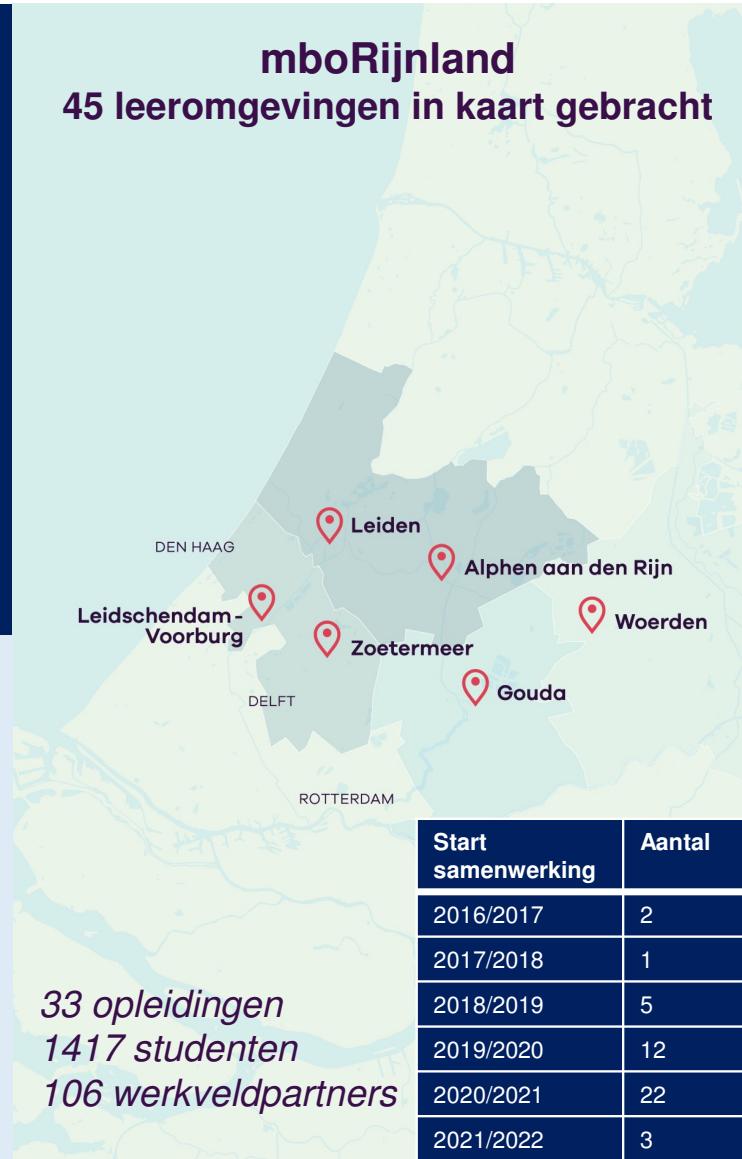 mboRijnland
45 leeromgevingen in kaart gebracht
Leiden
DEN HAAG
Alphen aan den Rijn
Leidschendam-
Voorburg
Woerden
Zoetermeer
Gouda
DELFT
ROTTERDAM
Start
samenwerking
Aantal
2016/2017 2
2017/2018 1
2018/2019 5
2019/2020 12
2020/2021 22
2021/2022 3
33 opleidingen
1417 studenten
106 werkveldpartners